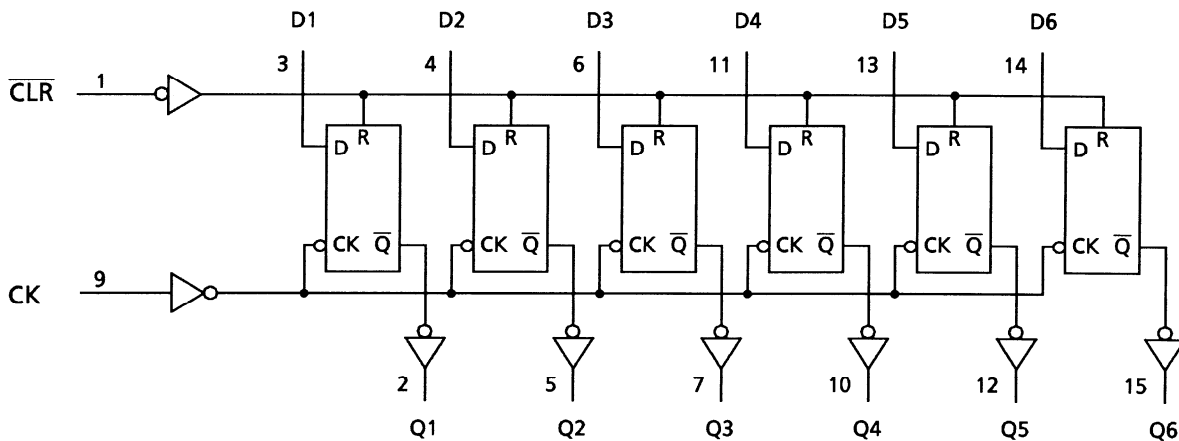 D1 D2 D3 D4 D5 D6
3 4 6 11 13 14
C̅L̅R̅ 1
R R R R R R
D D D D D D
CK Q̅ CK Q̅ CK Q̅ CK Q̅ CK Q̅ CK Q̅
CK 9
2 5 7 10 12 15
Q1 Q2 Q3 Q4 Q5 Q6